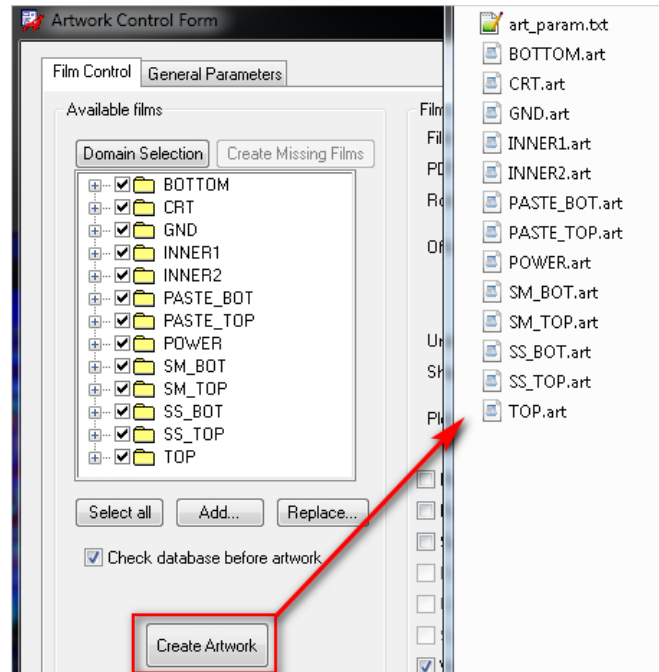 Artwork Control Form
Film Control
General Parameters
Available films
Domain Selection
Create Missing Films
BOTTOM
CRT
GND
INNER1
INNER2
PASTE_BOT
PASTE_TOP
POWER
SM_BOT
SM_TOP
SS_BOT
SS_TOP
TOP
Select all
Add...
Replace...
Check database before artwork
Create Artwork
art_param.txt
BOTTOM.art
CRT.art
GND.art
INNER1.art
INNER2.art
PASTE_BOT.art
PASTE_TOP.art
POWER.art
SM_BOT.art
SM_TOP.art
SS_BOT.art
SS_TOP.art
TOP.art